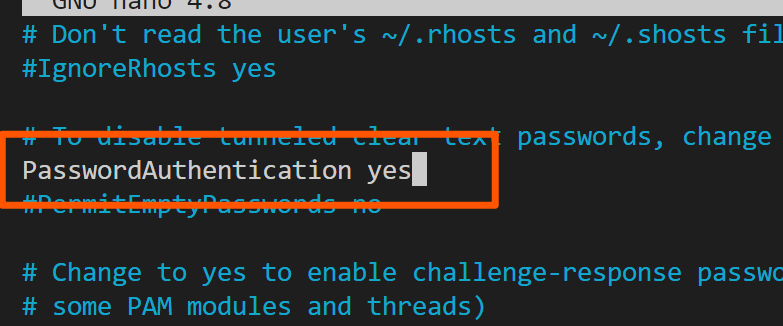 GNU nano 4.8
# Don't read the user's ~/.rhosts and ~/.shosts fil
#IgnoreRhosts yes
# To disable tunneled clear text passwords, change
PasswordAuthentication yes
#PermitEmptyPasswords no
# Change to yes to enable challenge-response passwo
# some PAM modules and threads)